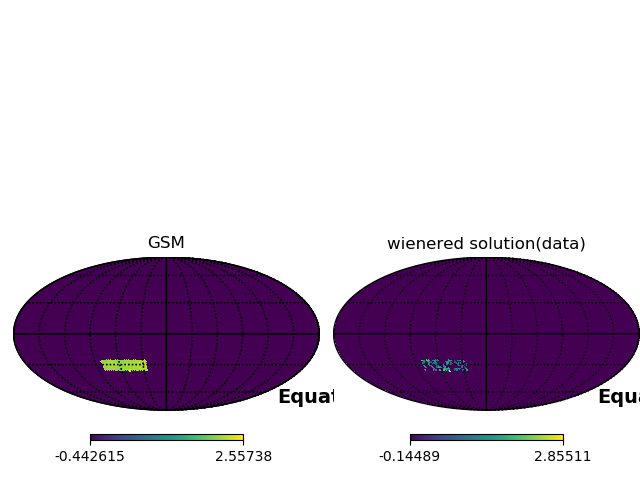 GSM
wienered solution(data)
Equat
Equa
-0.442615
2.55738
-0.14489
2.85511